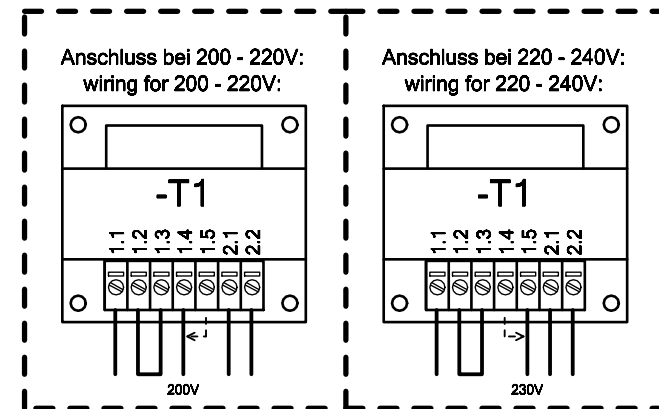 Anschluss bei 200 - 220V:
wiring for 200 - 220V:
-T1
1.1 1.2 1.3 1.4 1.5 2.1 2.2
200V
Anschluss bei 220 - 240V:
wiring for 220 - 240V:
-T1
1.1 1.2 1.3 1.4 1.5 2.1 2.2
230V